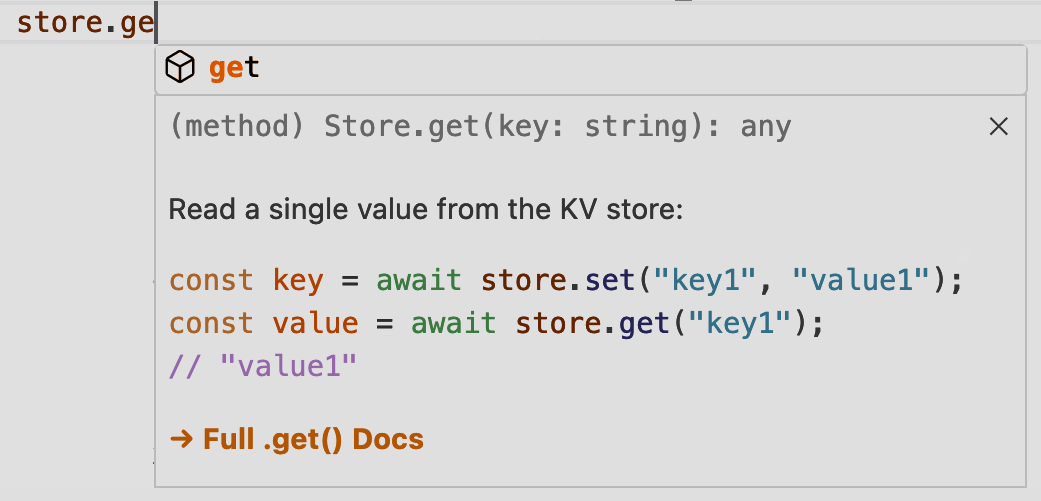 store.ge
get
(method) Store.get(key: string): any
Read a single value from the KV store:
const key = await store.set("key1", "value1");
const value = await store.get("key1");
// "value1"
→ Full .get() Docs